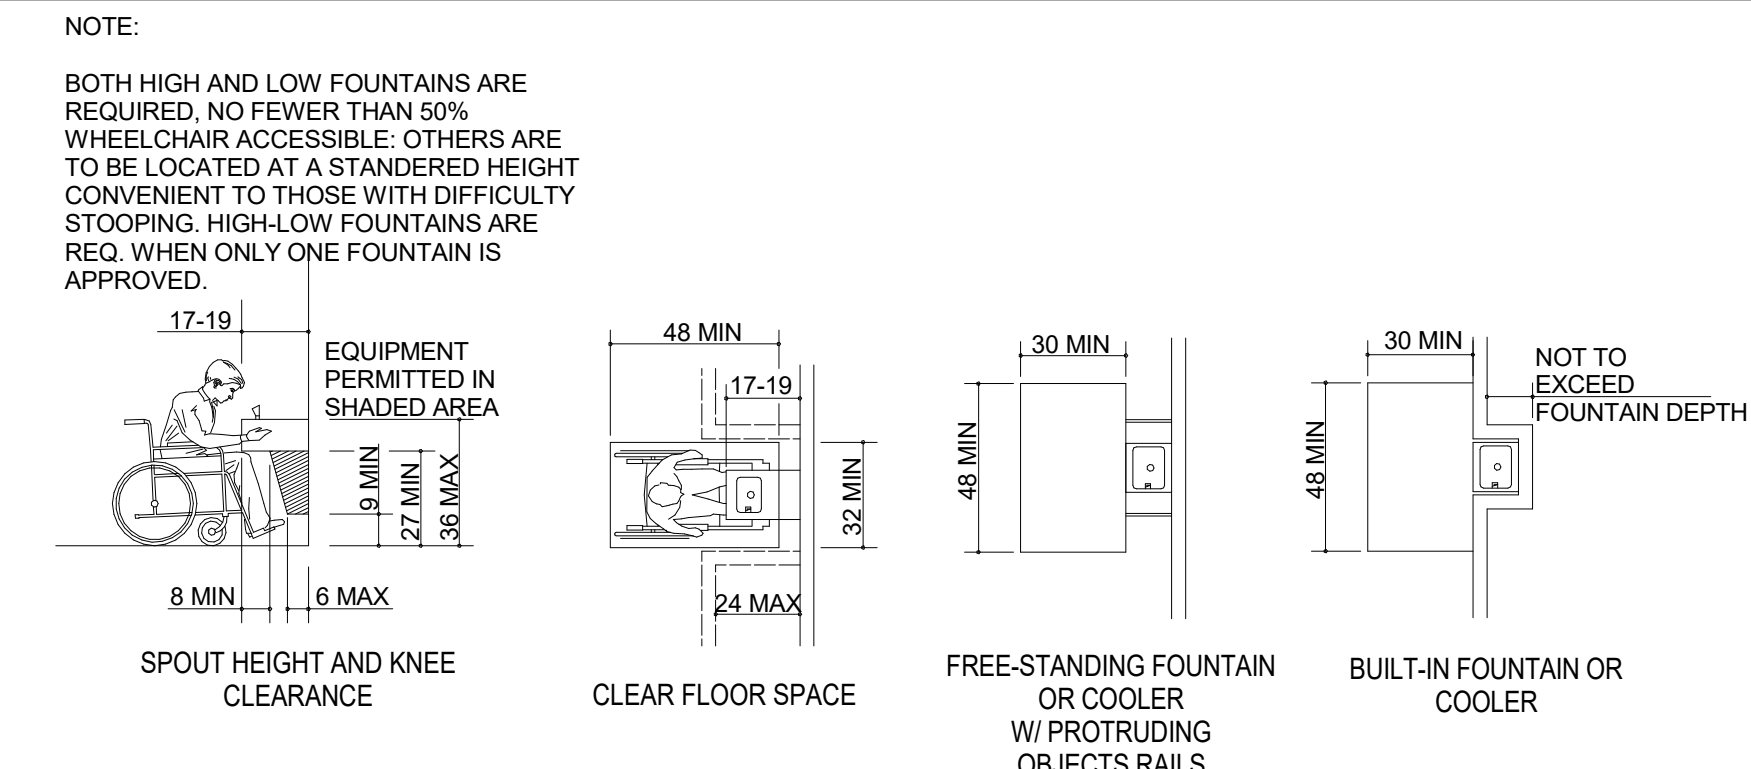 NOTE:
BOTH HIGH AND LOW FOUNTAINS ARE
REQUIRED, NO FEWER THAN 50%
WHEELCHAIR ACCESSIBLE: OTHERS ARE
TO BE LOCATED AT A STANDERED HEIGHT
CONVENIENT TO THOSE WITH DIFFICULTY
STOOPING. HIGH-LOW FOUNTAINS ARE
REQ. WHEN ONLY ONE FOUNTAIN IS
APPROVED.
17-19
EQUIPMENT
PERMITTED IN
SHADED AREA
9 MIN
27 MIN
36 MAX
8 MIN
6 MAX
SPOUT HEIGHT AND KNEE
CLEARANCE
48 MIN
17-19
32 MIN
24 MAX
CLEAR FLOOR SPACE
30 MIN
48 MIN
FREE-STANDING FOUNTAIN
OR COOLER
W/ PROTRUDING
OBJECTS RAILS
30 MIN
NOT TO
EXCEED
FOUNTAIN DEPTH
48 MIN
BUILT-IN FOUNTAIN OR
COOLER